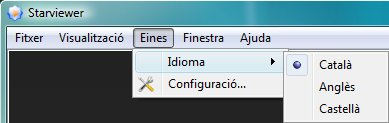 Starviewer
Fitxer Visualització Eines Finestra Ajuda
Idioma
Configuració...
Català
Anglès
Castellà